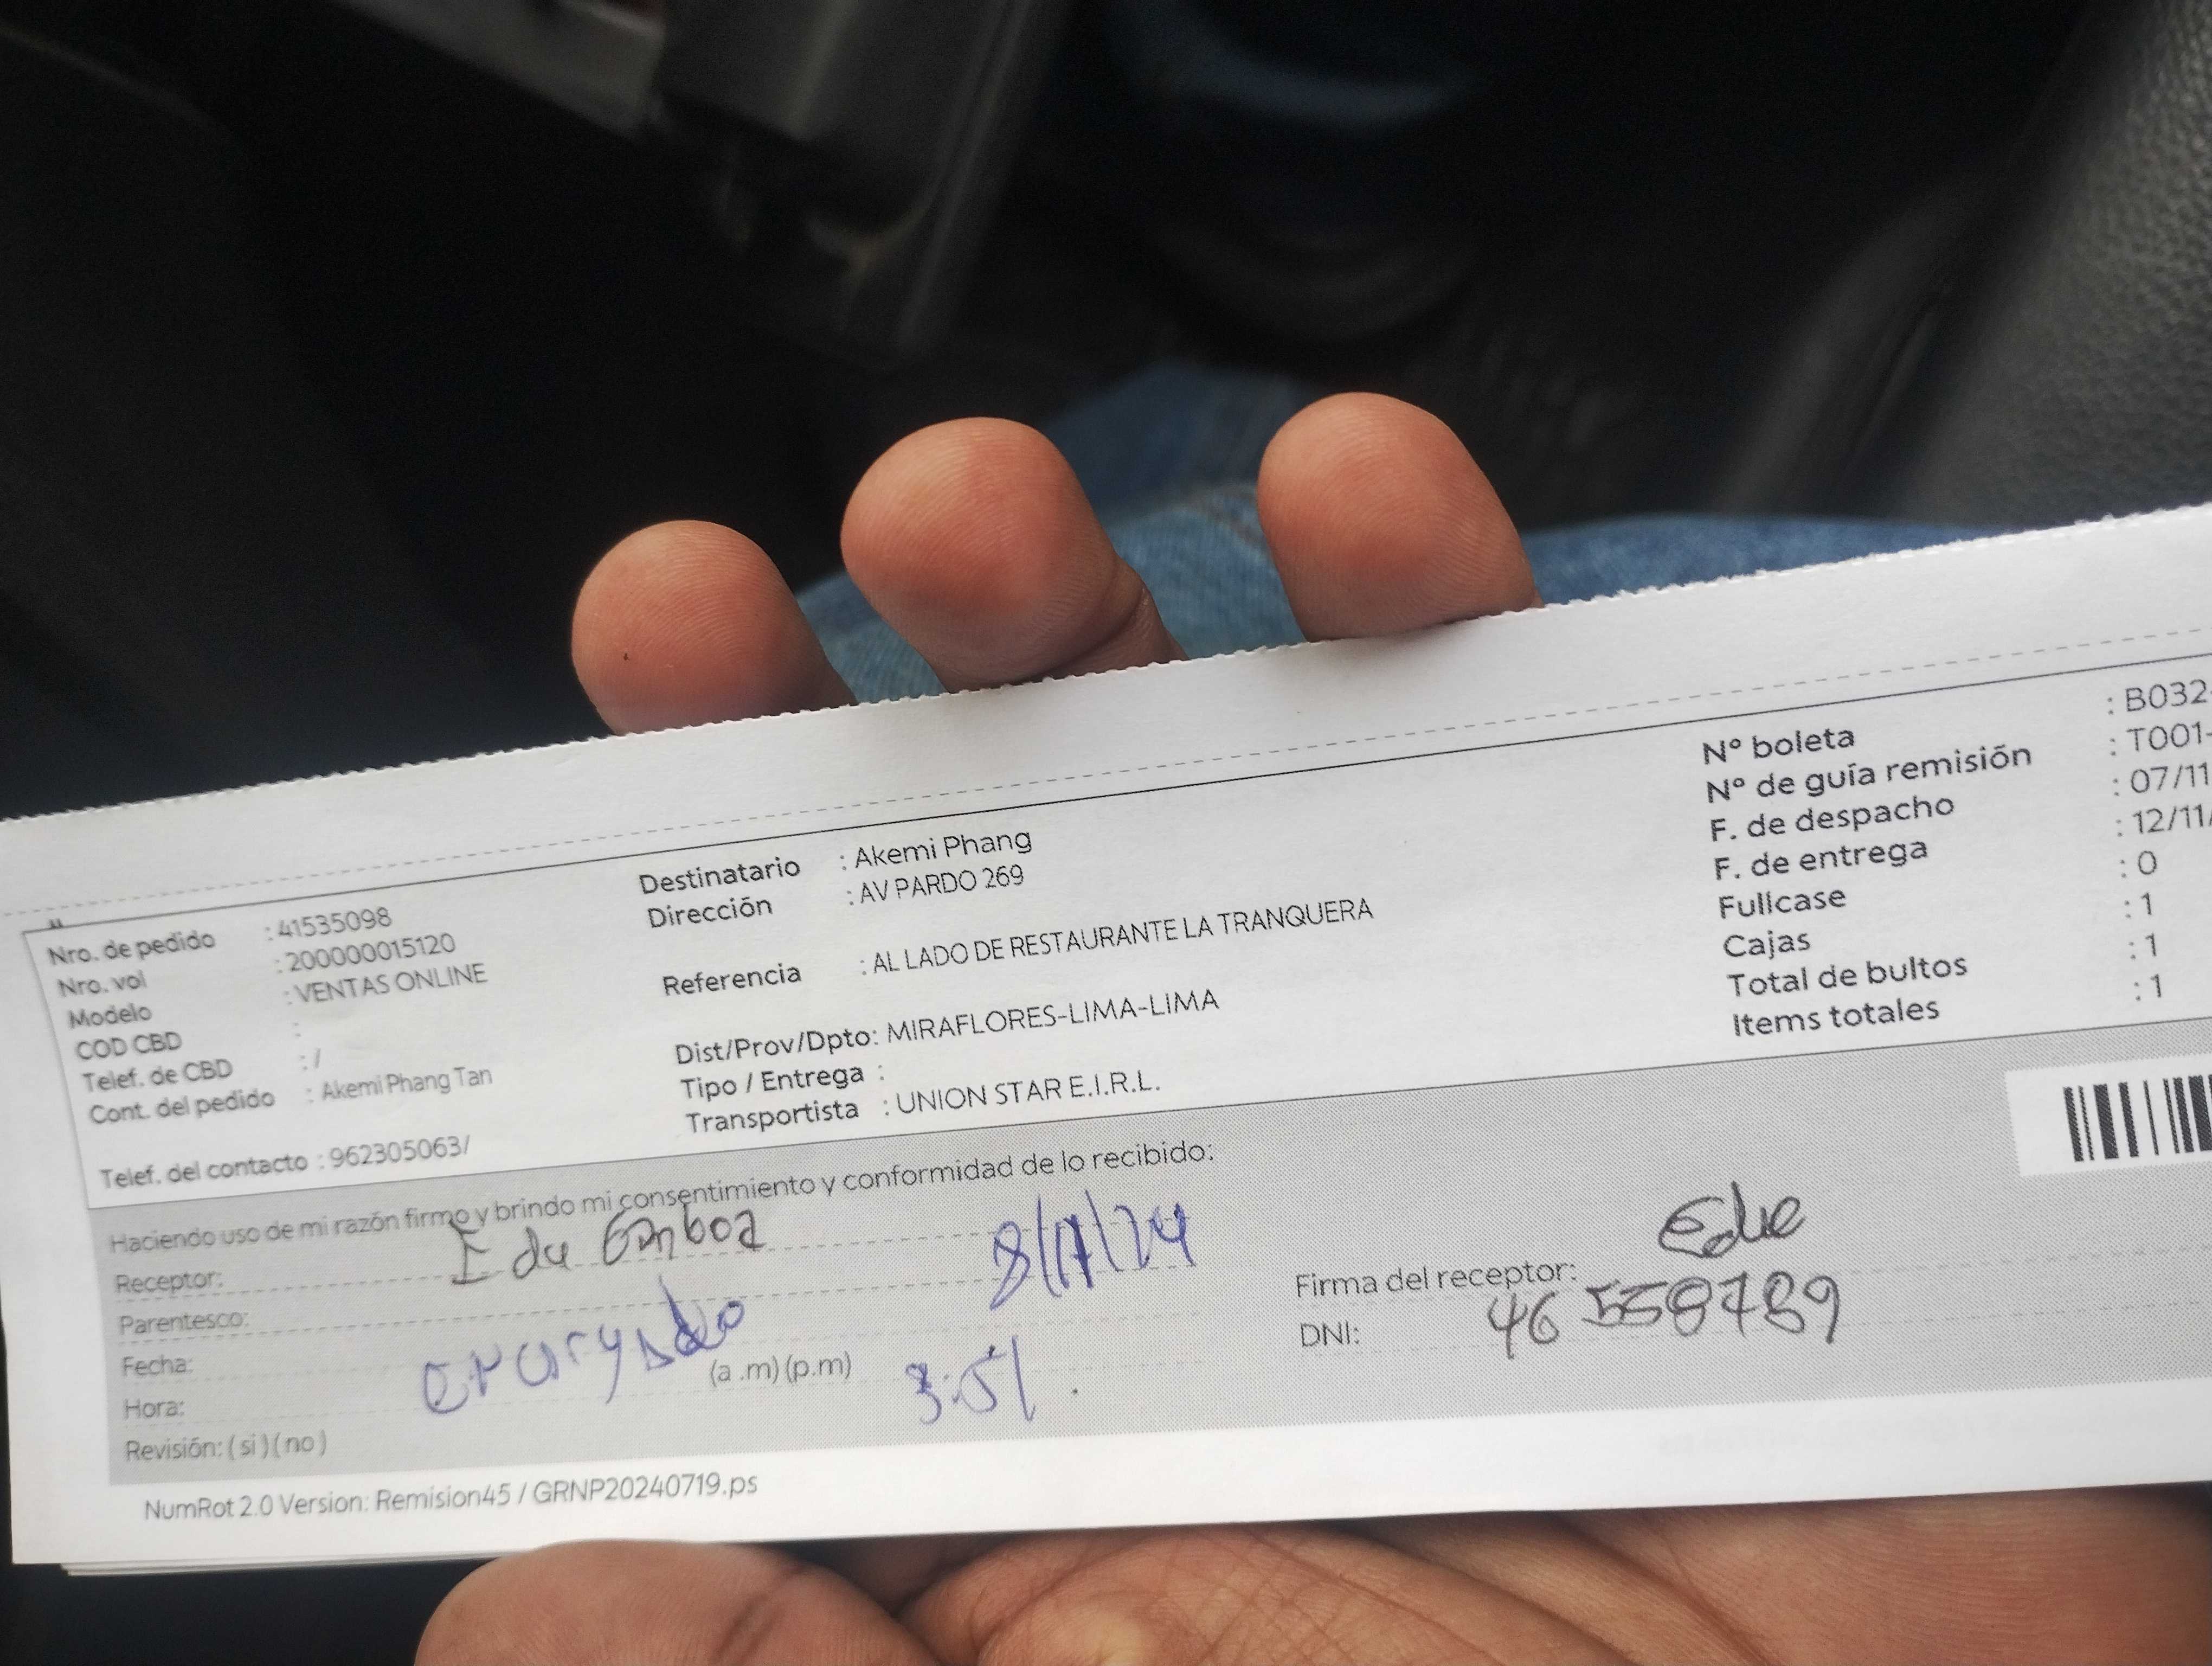 Nro. de pedido : 41535098
Nro. vol : 200000015120
Modelo : VENTAS ONLINE
COD CBD :
Telef. de CBD : /
Cont. del pedido : Akemi Phang Tan
Telef. del contacto : 962305063/
Destinatario : Akemi Phang
Dirección : AV PARDO 269
Referencia : AL LADO DE RESTAURANTE LA TRANQUERA
Dist/Prov/Dpto: MIRAFLORES-LIMA-LIMA
Tipo / Entrega :
Transportista : UNION STAR E.I.R.L.
Nº boleta : B032-
Nº de guía remisión : T001-
F. de despacho : 07/11
F. de entrega : 12/11/
Fullcase : 0
Cajas : 1
Total de bultos : 1
Items totales : 1
Haciendo uso de mi razón firmo y brindo mi consentimiento y conformidad de lo recibido:
Receptor:
Parentesco:
Fecha: 8/11/24
Hora: (a .m) (p.m) 3:51
Revisión: ( si ) ( no )
Firma del receptor:
DNI:
NumRot 2.0 Version: Remision45 / GRNP20240719.ps